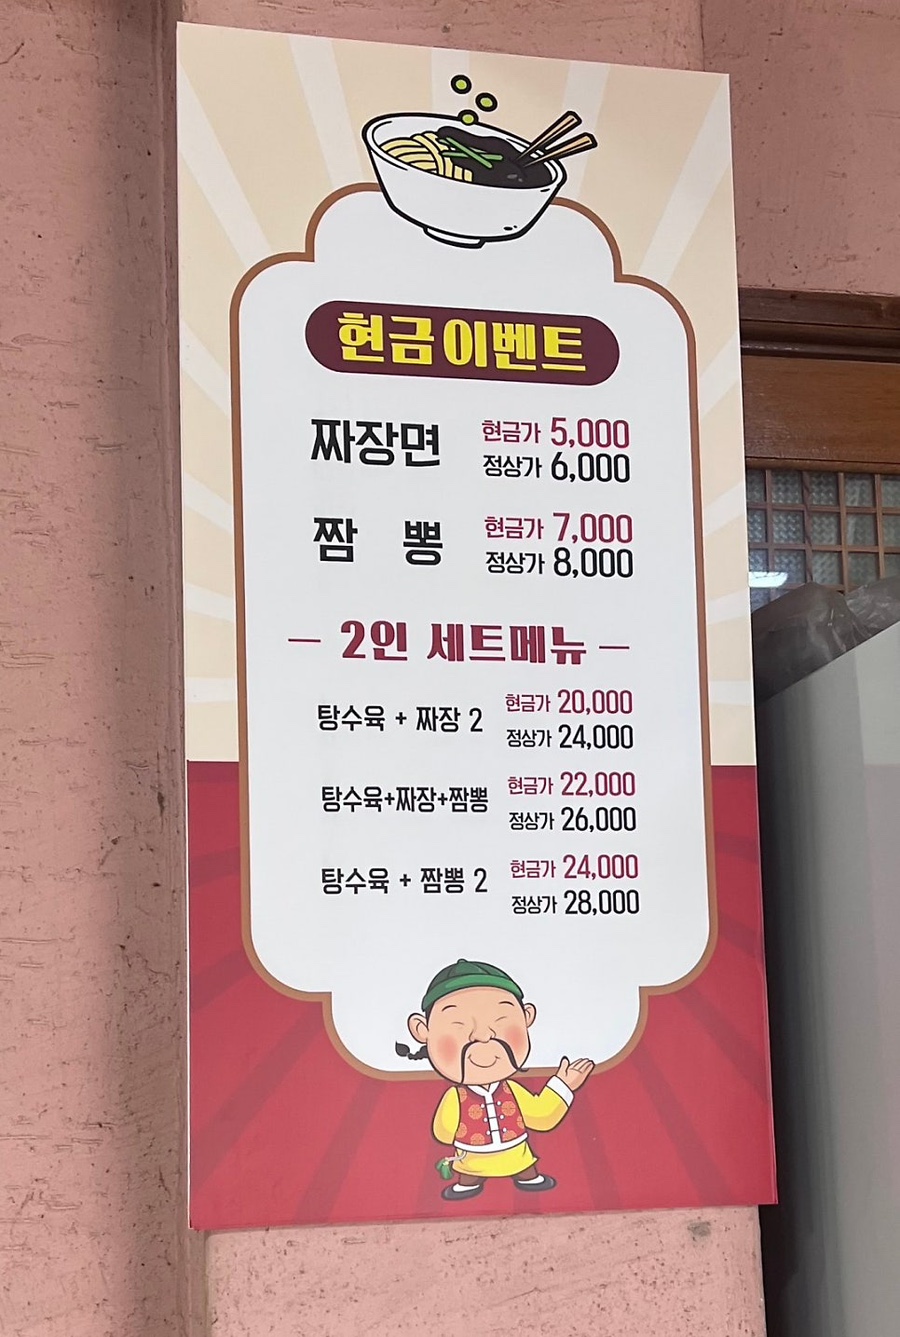 현금이벤트
짜장면 현금가 5,000
정상가 6,000
짬 뽕 현금가 7,000
정상가 8,000
– 2인 세트메뉴 –
탕수육 + 짜장 2 현금가 20,000
정상가 24,000
탕수육+짜장+짬뽕 현금가 22,000
정상가 26,000
탕수육 + 짬뽕 2 현금가 24,000
정상가 28,000